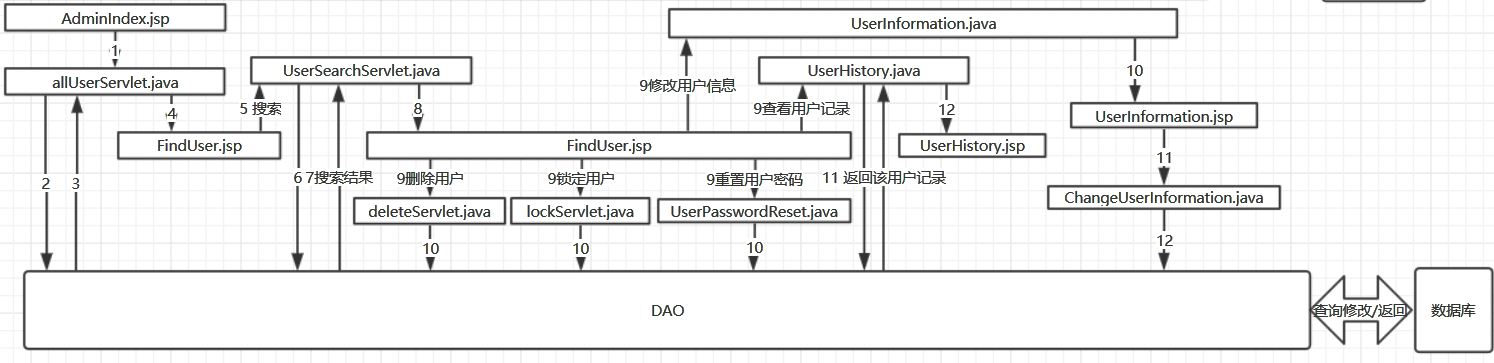 AdminIndex.jsp
UserInformation.java
1
allUserServlet.java
UserSearchServlet.java
UserHistory.java
10
9修改用户信息
4
5 搜索
8
9查看用户记录
12
UserInformation.jsp
FindUser.jsp
FindUser.jsp
UserHistory.jsp
11
2
3
6
7搜索结果
9删除用户
9锁定用户
9重置用户密码
11 返回该用户记录
ChangeUserInformation.java
deleteServlet.java
lockServlet.java
UserPasswordReset.java
10
10
10
12
DAO
查询修改/返回
数据库